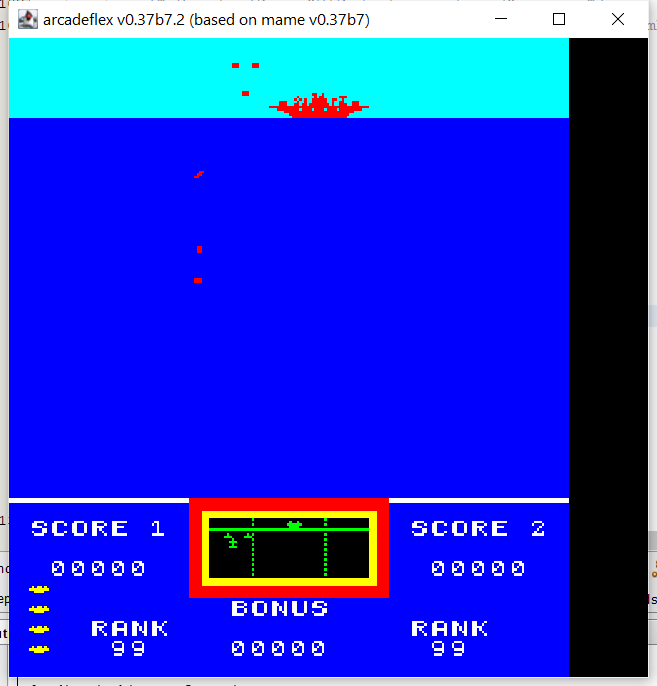 arcadeflex v0.37b7.2 (based on mame v0.37b7)
SCORE 1
SCORE 2
00000
00000
BONUS
RANK
RANK
99
00000
99